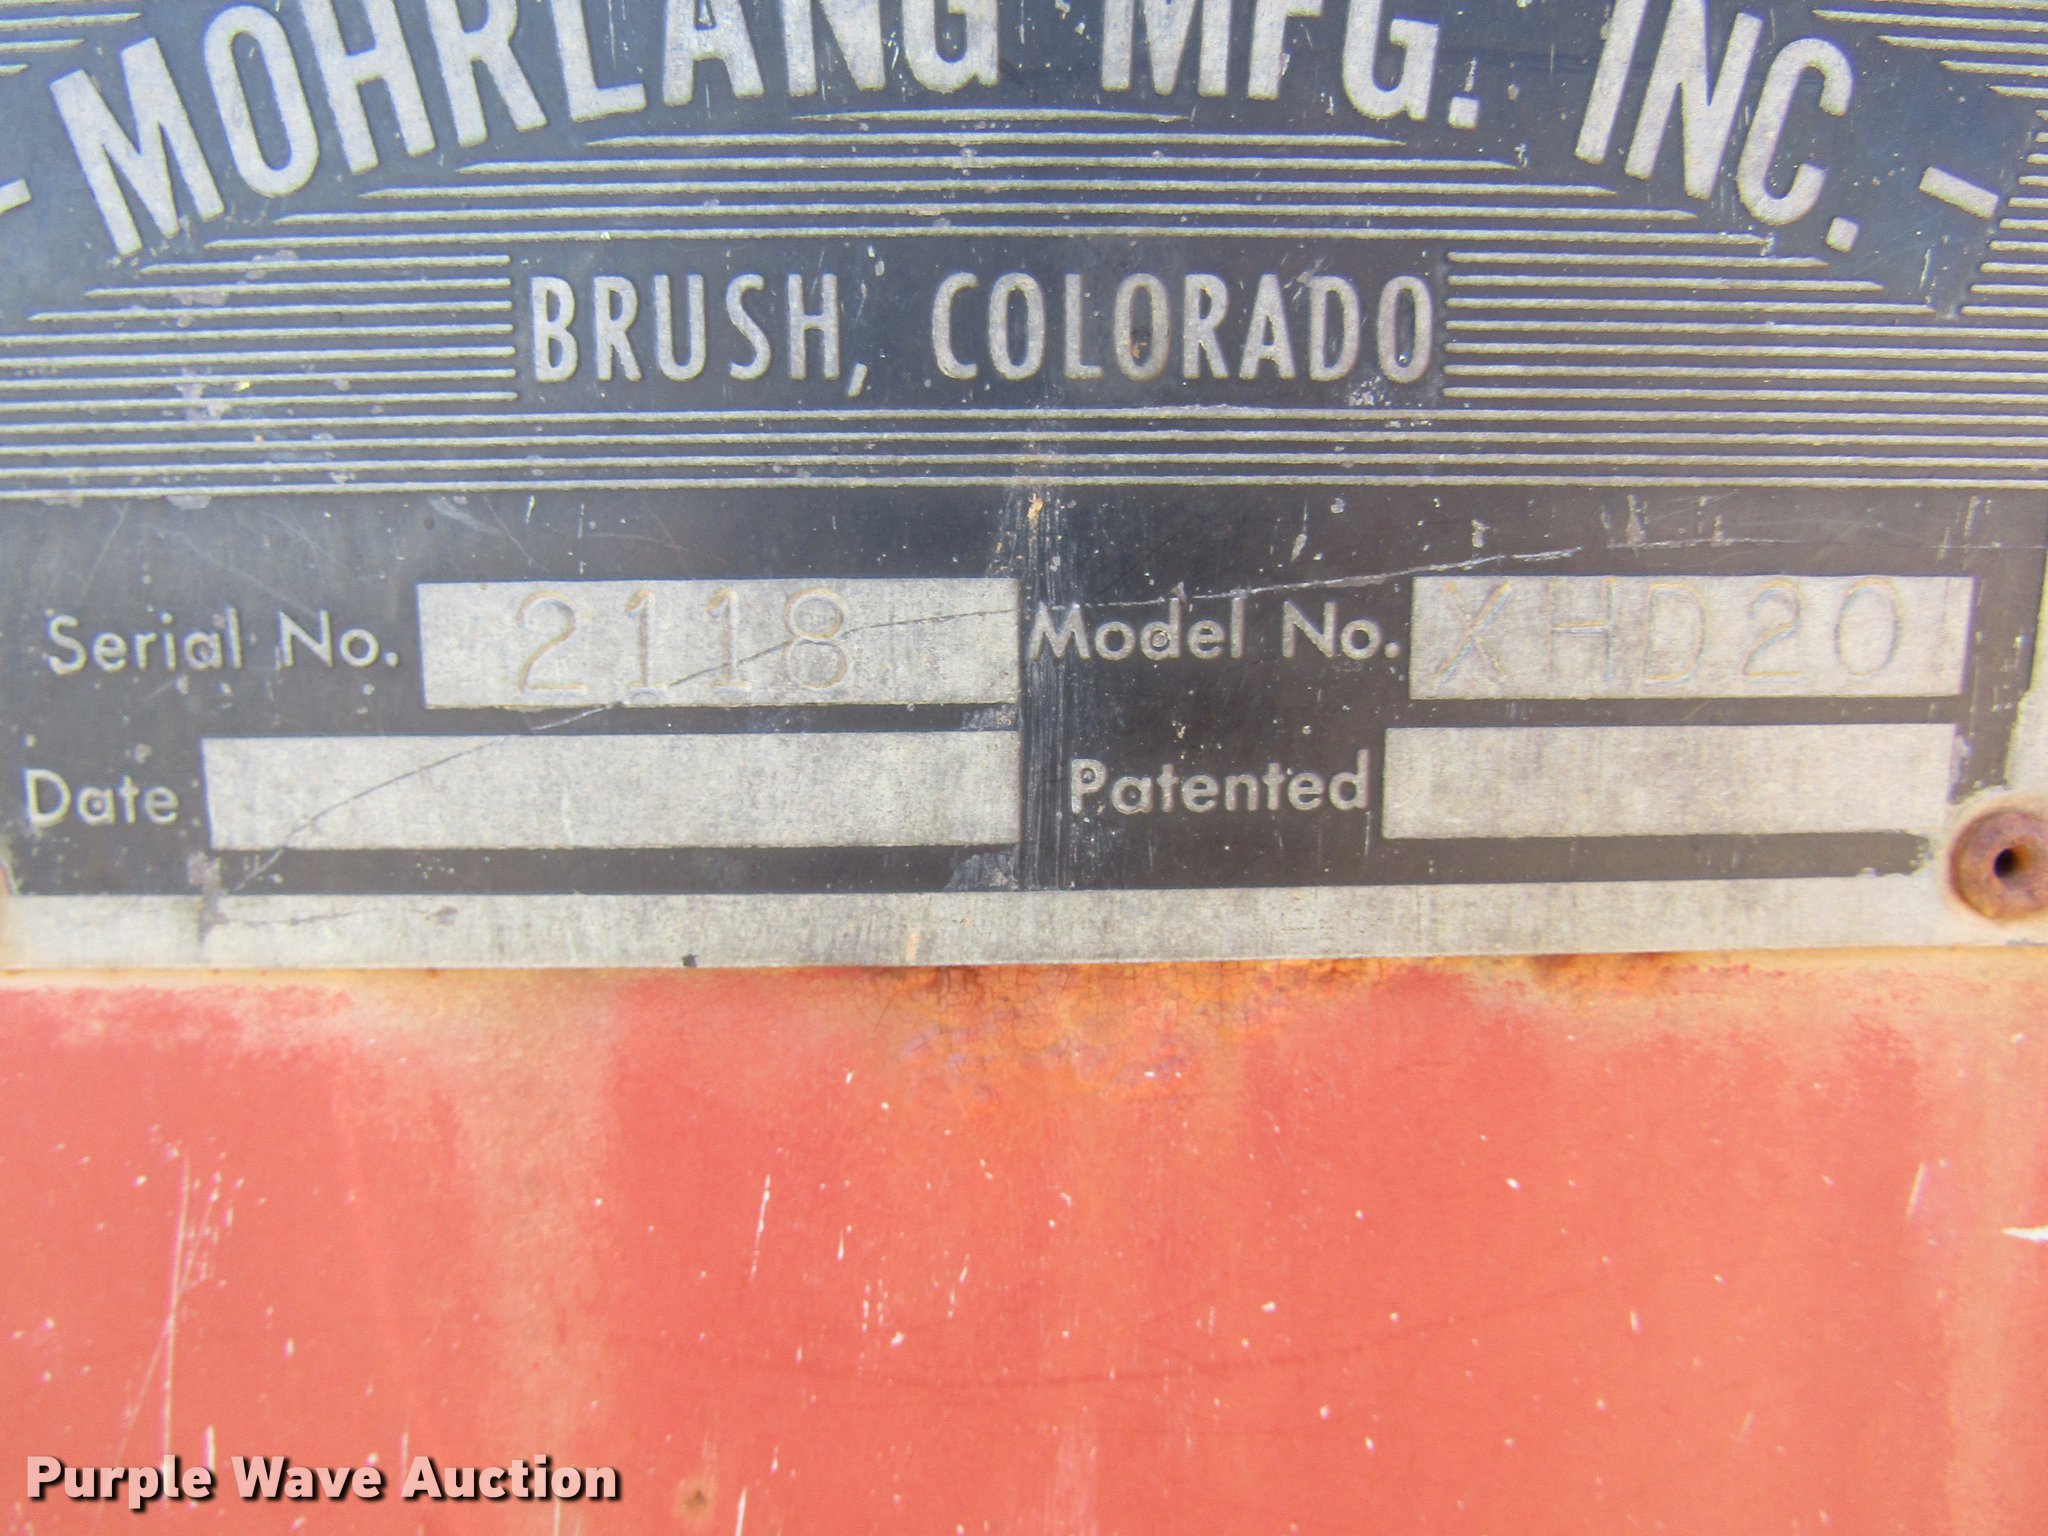 - MOHRLANG MFG. INC. -
BRUSH, COLORADO
Serial No. 2118 Model No. XHD20
Date Patented
Purple Wave Auction